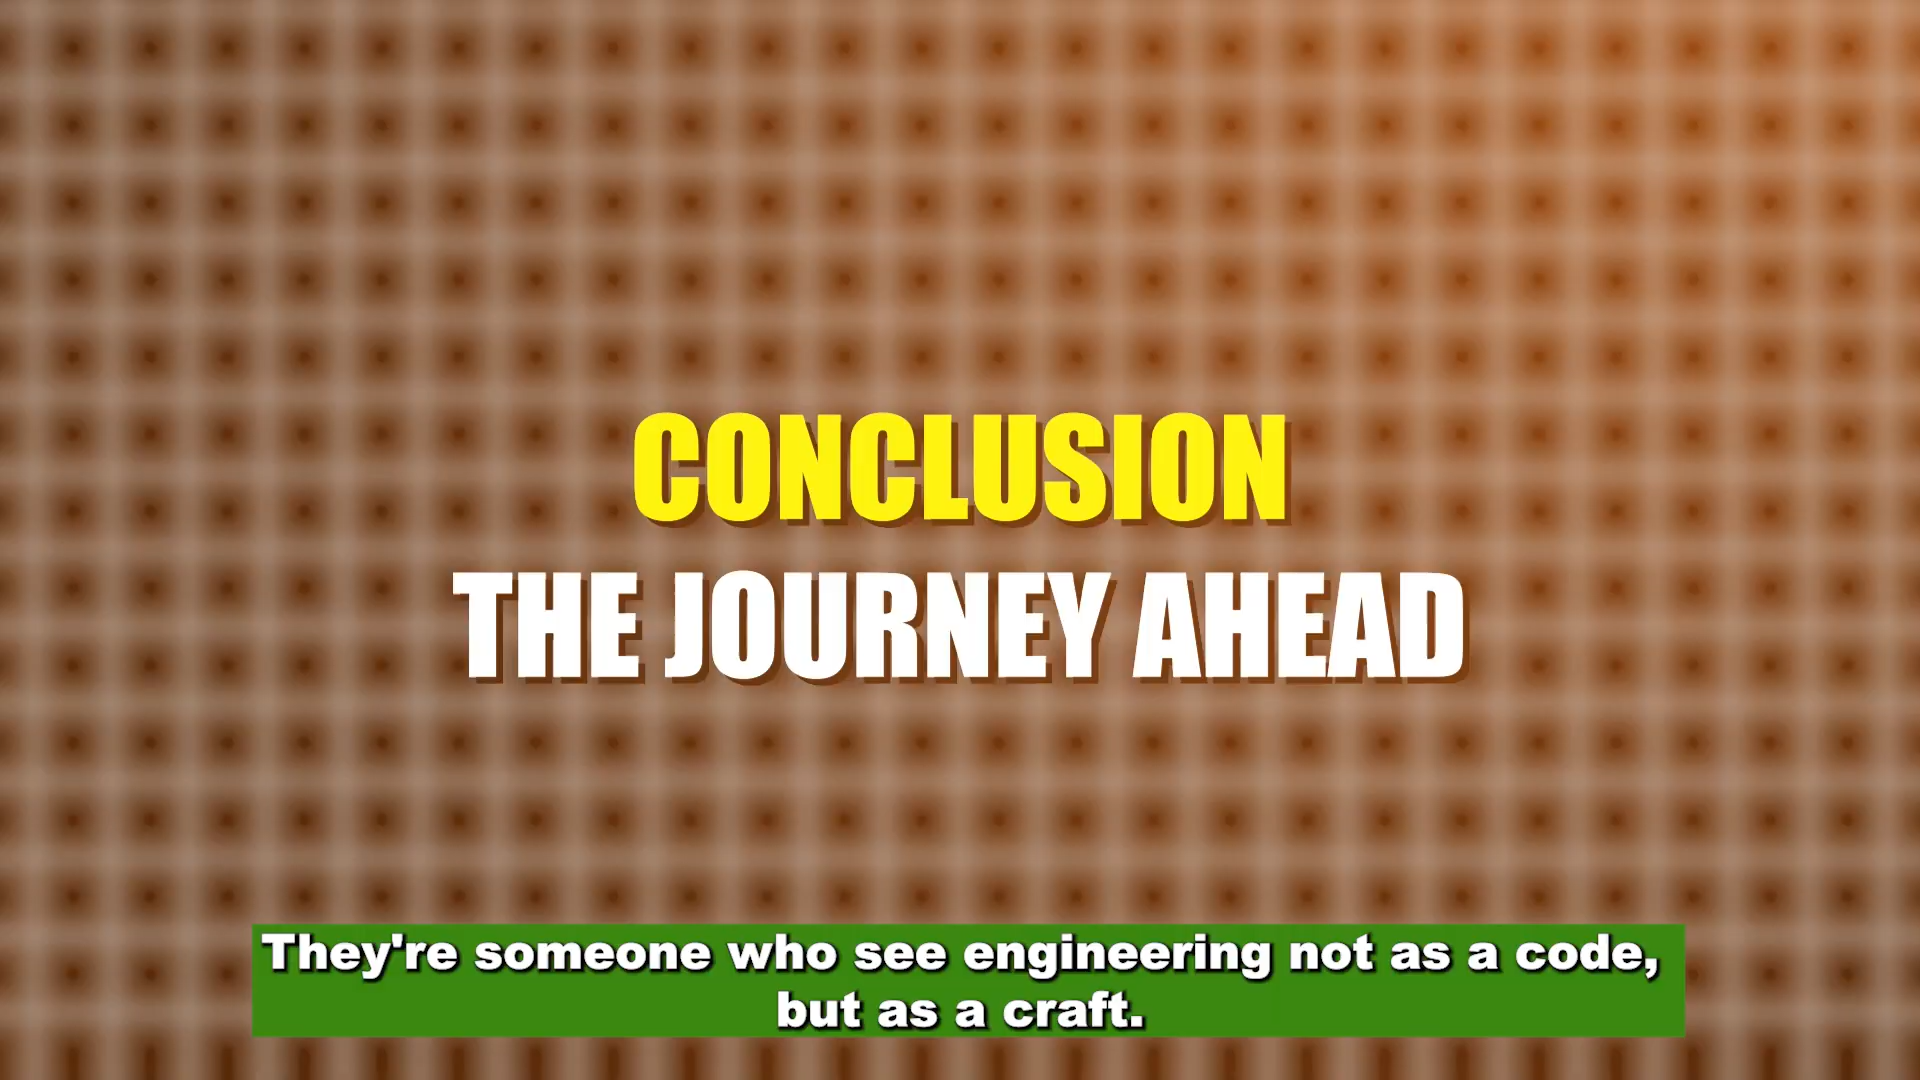 CONCLUSION
THE JOURNEY AHEAD
They're someone who see engineering not as a code,
but as a craft.